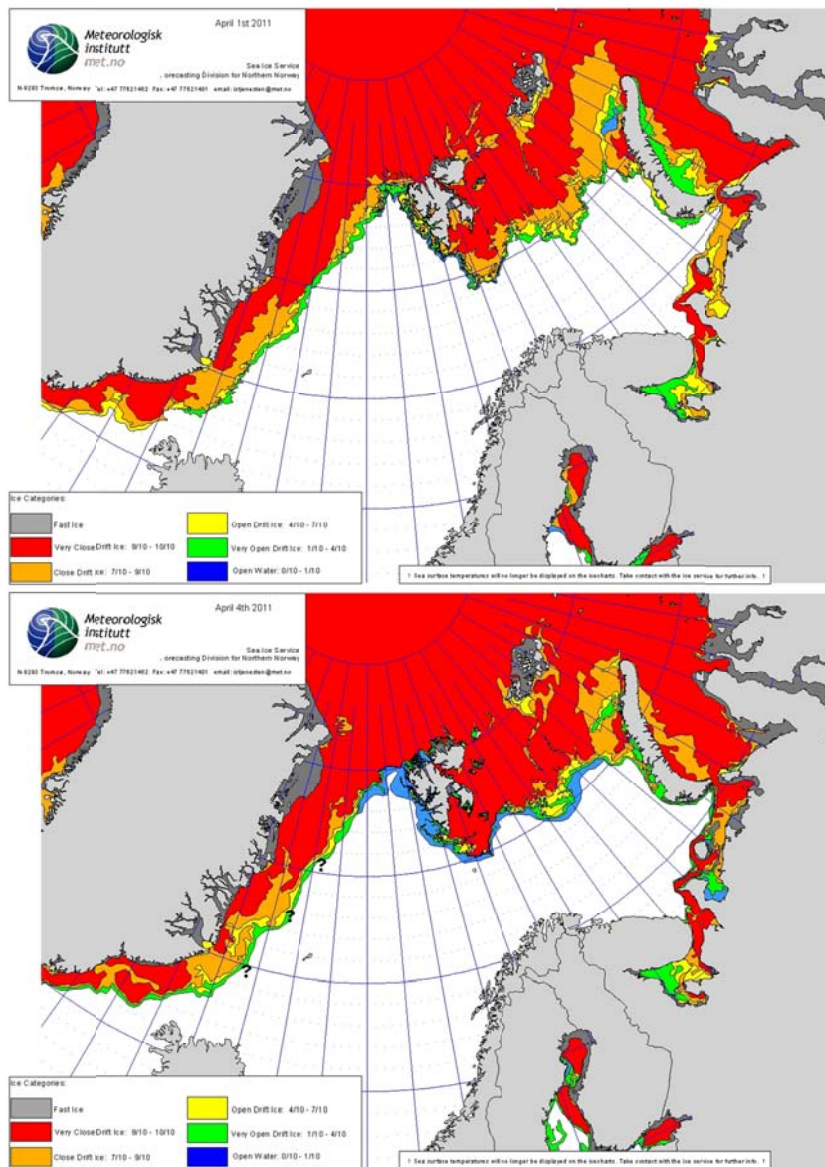 April 1st 2011
Meteorologisk
institutt
met.no
Sea Ice Service
.orecasting Division for Northern Norway
N-9293 Tromsø, Norway Tel: +47 77621462 Fax: +47 77621401 email: istjenesten@met.no
Ice Categories:
Fast Ice
Very Close Drift Ice: 9/10 - 10/10
Close Drift Ice: 7/10 - 9/10
Open Drift Ice: 4/10 - 7/10
Very Open Drift Ice: 1/10 - 4/10
Open Water: 0/10 - 1/10
! Sea surface temperatures will no longer be displayed on the icecharts. Take contact with the ice service for further info. !
April 4th 2011
Meteorologisk
institutt
met.no
Sea Ice Service
.orecasting Division for Northern Norway
N-9293 Tromsø, Norway Tel: +47 77621462 Fax: +47 77621401 email: istjenesten@met.no
?
?
?
Ice Categories:
Fast Ice
Very Close Drift Ice: 9/10 - 10/10
Close Drift Ice: 7/10 - 9/10
Open Drift Ice: 4/10 - 7/10
Very Open Drift Ice: 1/10 - 4/10
Open Water: 0/10 - 1/10
! Sea surface temperatures will no longer be displayed on the icecharts. Take contact with the ice service for further info. !